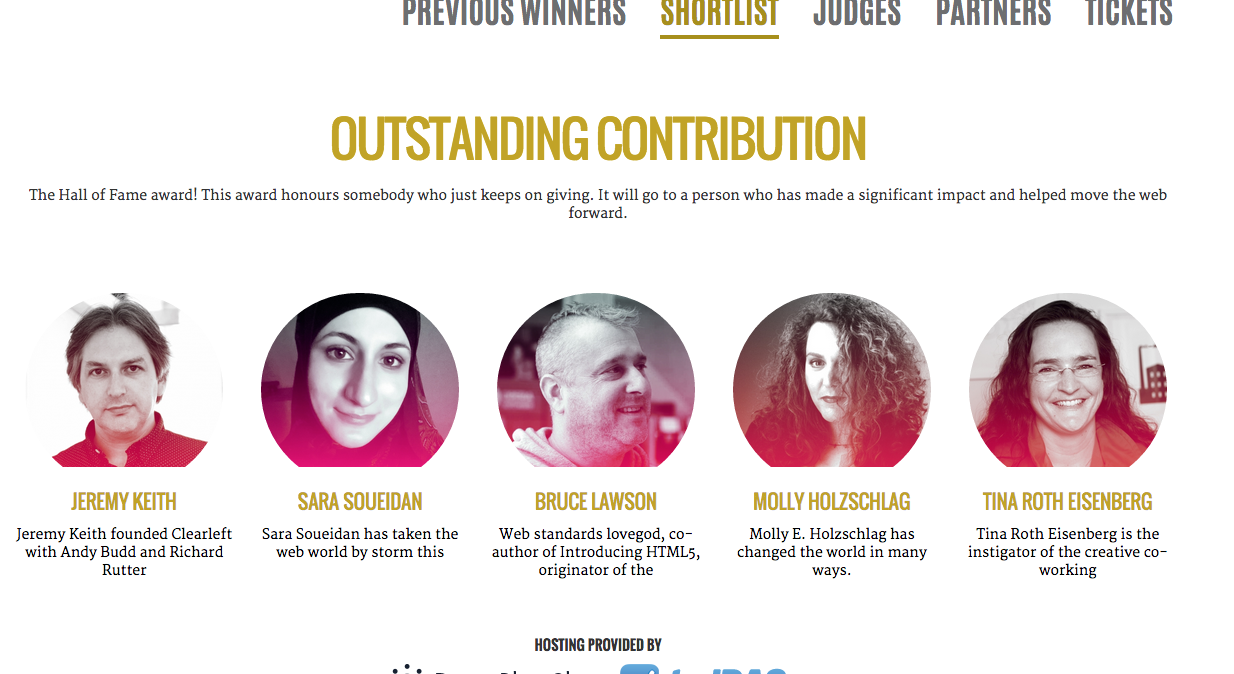 PREVIOUS WINNERS SHORTLIST JUDGES PARTNERS TICKETS
OUTSTANDING CONTRIBUTION
The Hall of Fame award! This award honours somebody who just keeps on giving. It will go to a person who has made a significant impact and helped move the web
forward.
JEREMY KEITH
Jeremy Keith founded Clearleft
with Andy Budd and Richard
Rutter
SARA SOUEIDAN
Sara Soueidan has taken the
web world by storm this
BRUCE LAWSON
Web standards lovegod, co-
author of Introducing HTML5,
originator of the
MOLLY HOLZSCHLAG
Molly E. Holzschlag has
changed the world in many
ways.
TINA ROTH EISENBERG
Tina Roth Eisenberg is the
instigator of the creative co-
working
HOSTING PROVIDED BY